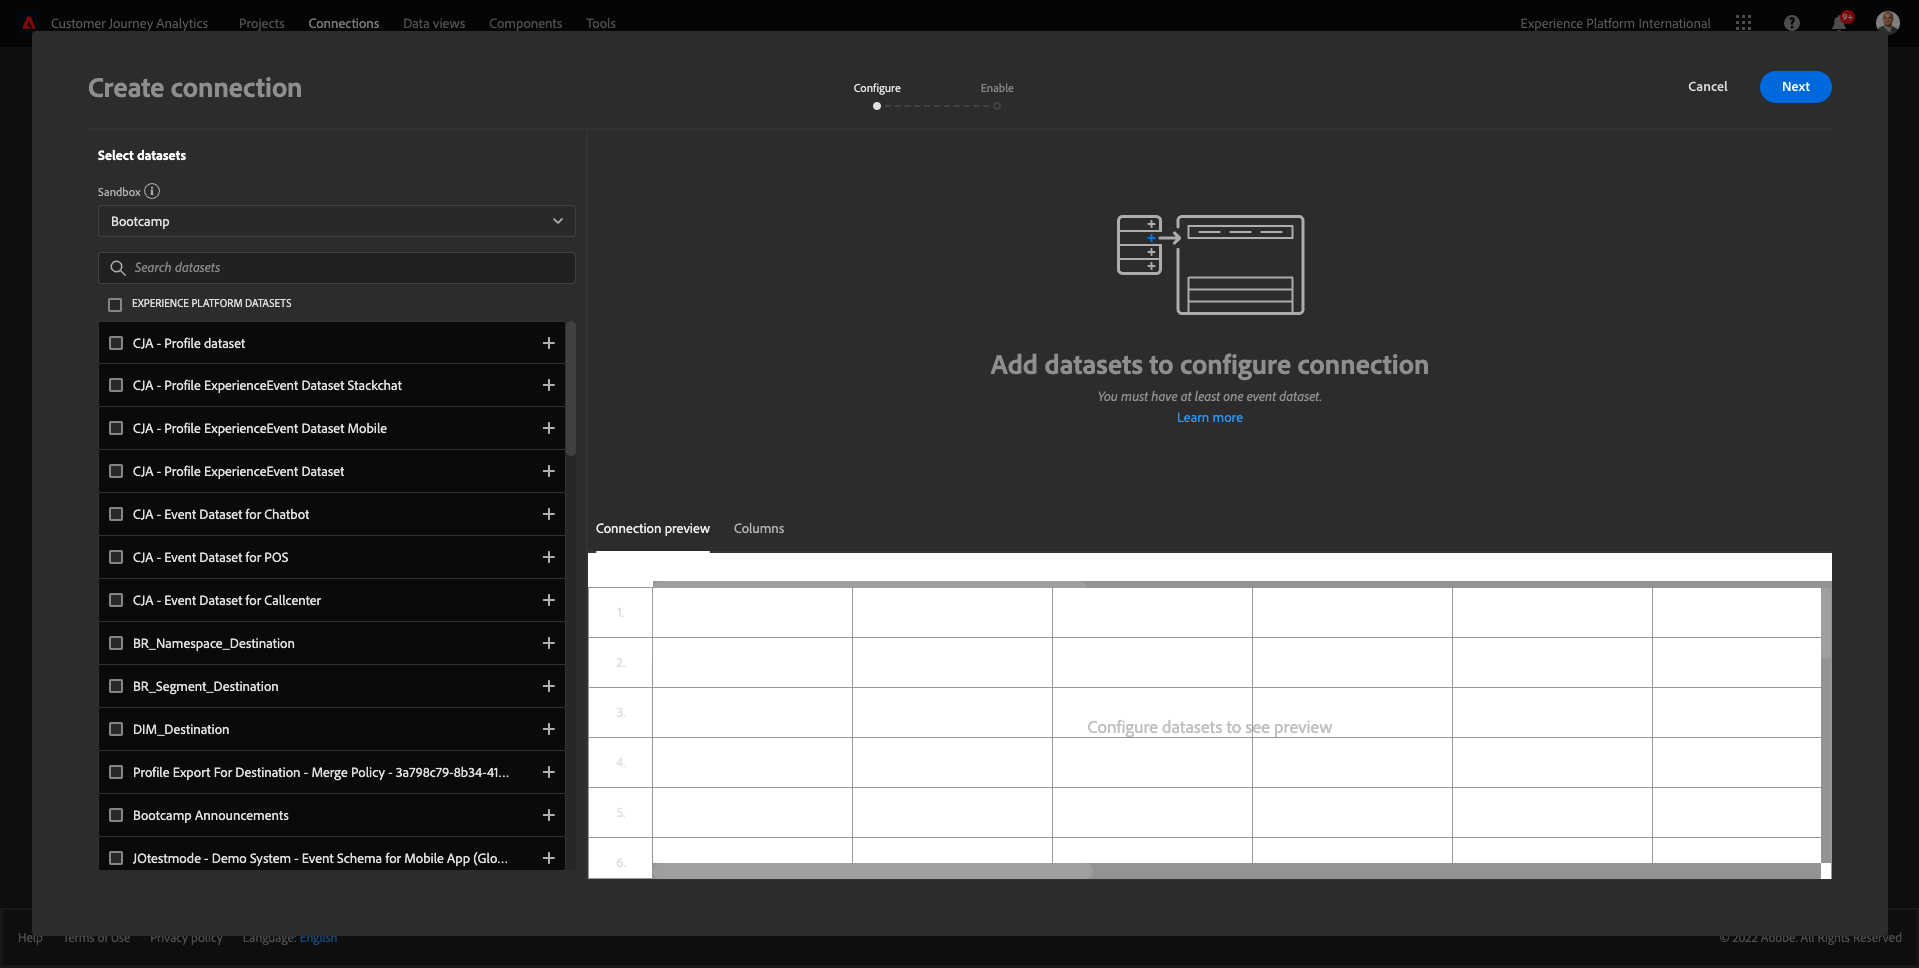 Customer Journey Analytics Projects Connections Data views Components Tools Experience Platform International 9+
Create connection
Configure Enable
Cancel Next
Select datasets
Sandbox
Bootcamp
Search datasets
EXPERIENCE PLATFORM DATASETS
CJA - Profile dataset
CJA - Profile ExperienceEvent Dataset Stackchat
CJA - Profile ExperienceEvent Dataset Mobile
CJA - Profile ExperienceEvent Dataset
CJA - Event Dataset for Chatbot
CJA - Event Dataset for POS
CJA - Event Dataset for Callcenter
BR_Namespace_Destination
BR_Segment_Destination
DIM_Destination
Profile Export For Destination - Merge Policy - 3a798c79-8b34-41...
Bootcamp Announcements
JOtestmode - Demo System - Event Schema for Mobile App (Glo...
Add datasets to configure connection
You must have at least one event dataset.
Learn more
Connection preview Columns
1.
2.
3.
Configure datasets to see preview
4.
5.
6.
Help Terms of Use Privacy policy Language: English © 2022 Adobe. All Rights Reserved